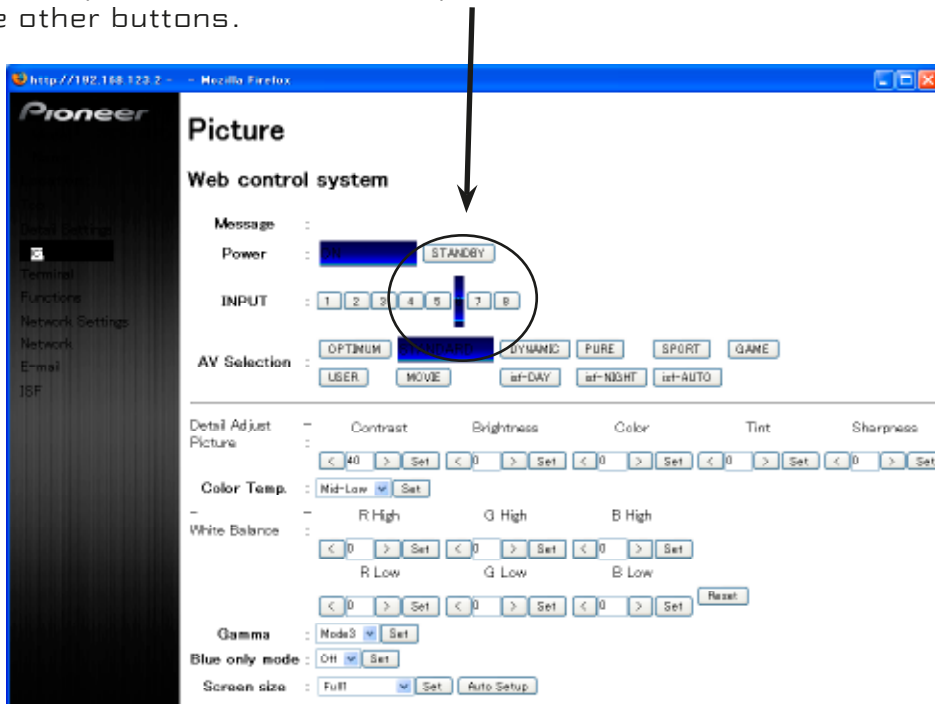 e other buttons.
http://192.168.123.2 - - Mozilla Firefox
Pioneer
Detail Settings
Terminal
Functions
Network Settings
Network
E-mail
ISF
Picture
Web control system
Message :
Power : ON STANDBY
INPUT : 1 2 3 4 5 7 8
AV Selection : OPTIMUM STANDARD DYNAMIC PURE SPORT GAME
USER MOVIE isf-DAY isf-NIGHT isf-AUTO
Detail Adjust - Contrast Brightness Color Tint Sharpness
Picture :
< 40 > Set < 0 > Set < 0 > Set < 0 > Set < 0 > Set
Color Temp. : Mid-Low Set
- - R High G High B High
White Balance :
< 0 > Set < 0 > Set < 0 > Set
R Low G Low B Low
< 0 > Set < 0 > Set < 0 > Set Reset
Gamma : Mode3 Set
Blue only mode : Off Set
Screen size : Full1 Set Auto Setup